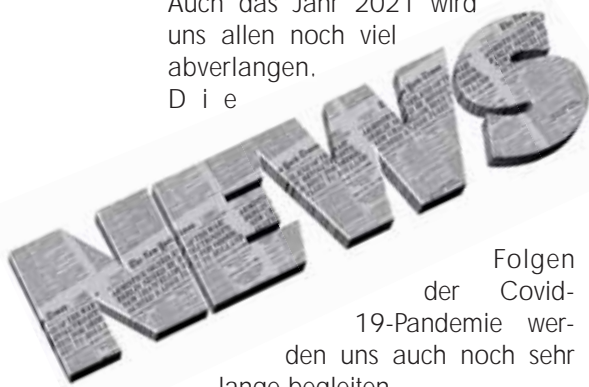 Auch das Jahr 2021 wird
uns allen noch viel
abverlangen.
D i e
NEWS
Folgen
der Covid-
19-Pandemie wer-
den uns auch noch sehr
lange begleiten